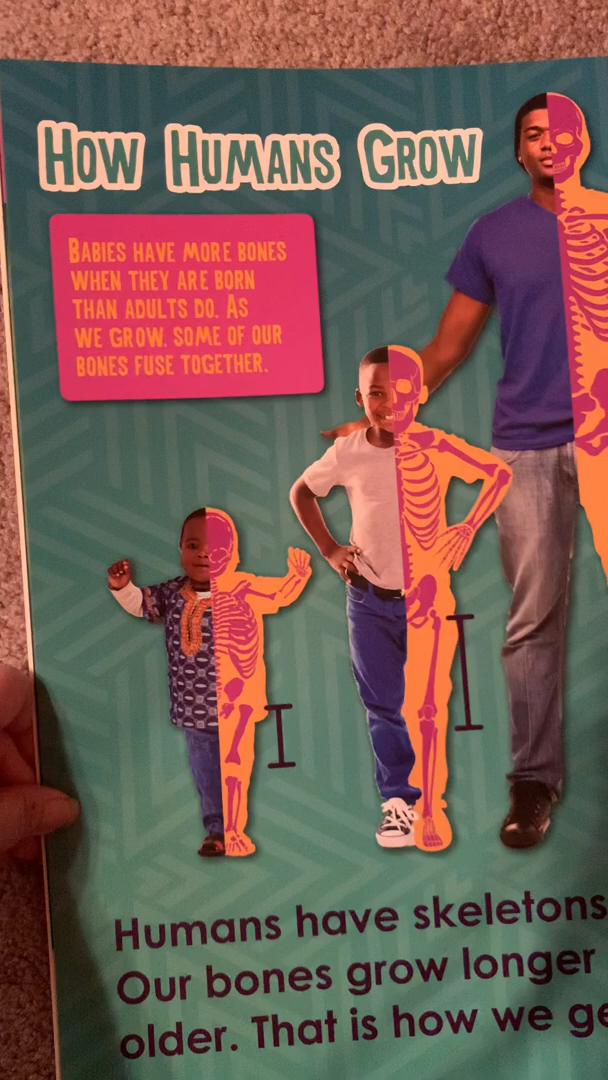 How Humans Grow
Babies have more bones
when they are born
than adults do. As
we grow, some of our
bones fuse together.
Humans have skeletons
Our bones grow longer
older. That is how we